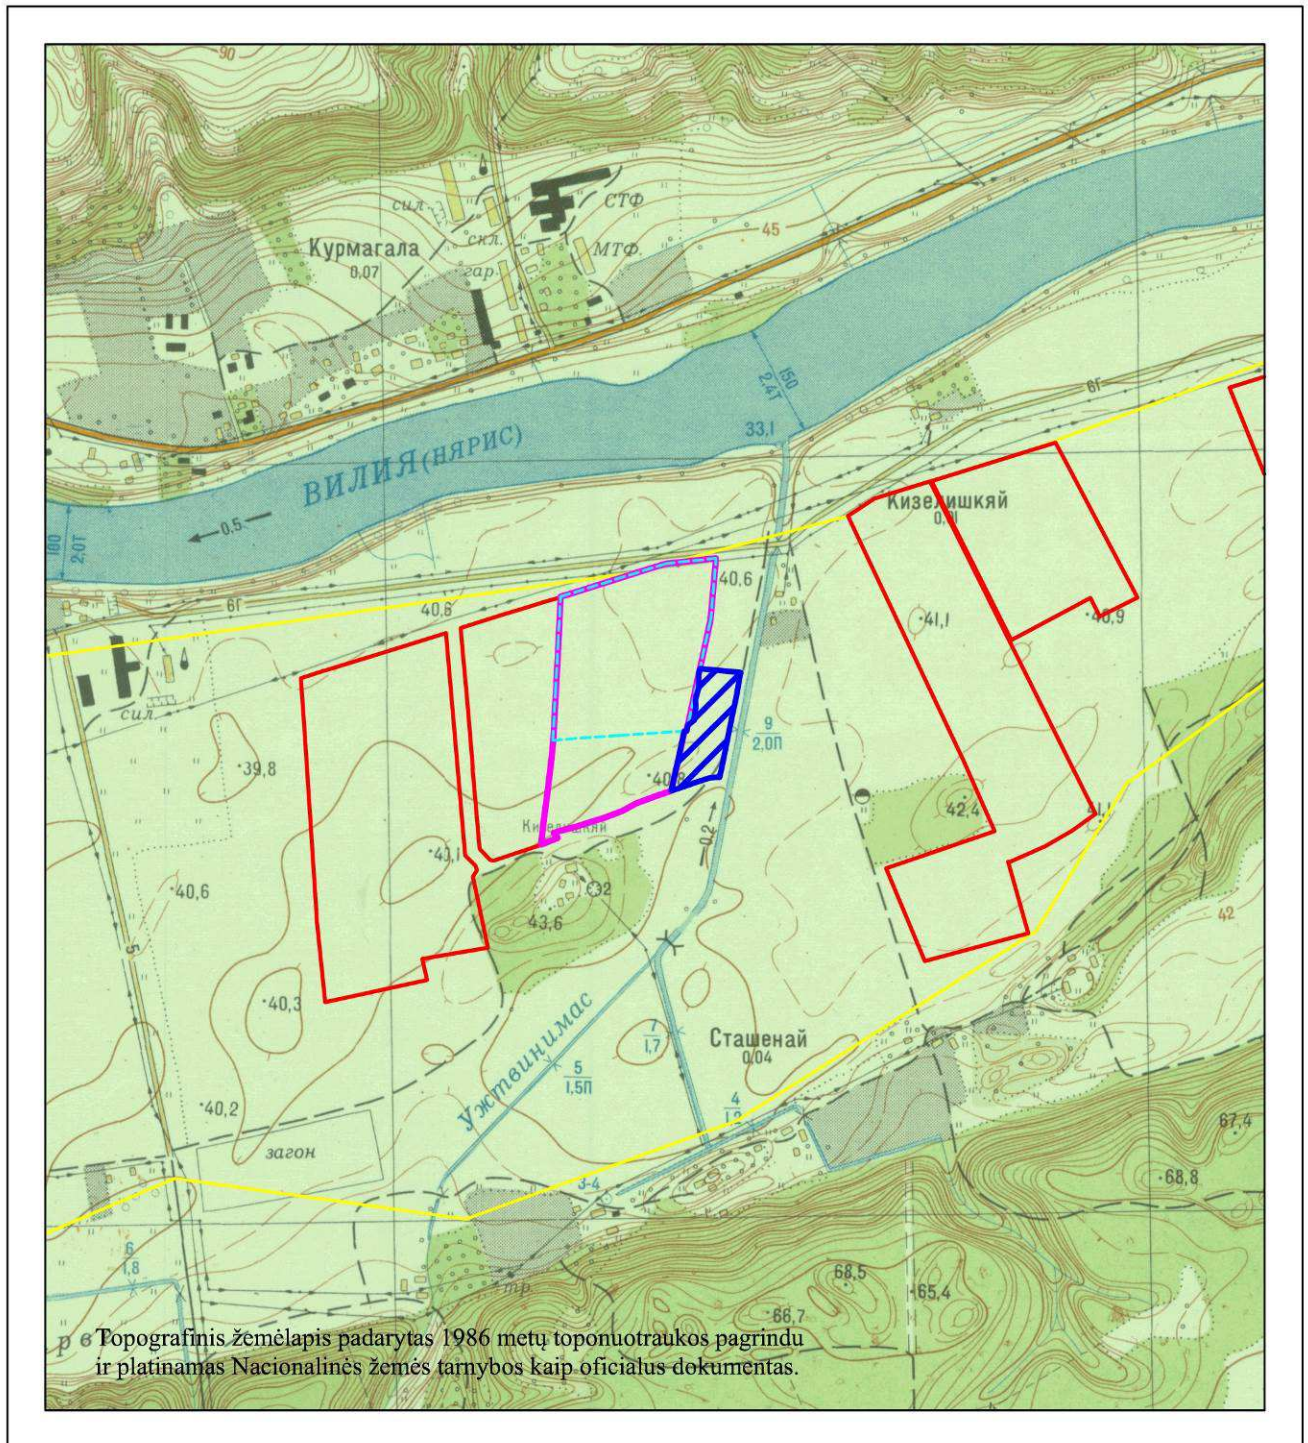 90
сил.
СТФ
45
Курмагала
0,07
скл.
МТФ.
гар.
150
2,4Т
33,1
6Г
ВИЛИЯ (НЯРИС)
0,5
180
2,0Т
Кизелишкяй
40,6
6Г
40,6
41,1
40,9
сил.
9
2,0П
39,8
40,8
42,4
41,1
Кизелишкяй
0,2
40,1
40,6
43,6
42
5
40,3
Ужтвинимас
7
1,7
Сташенай
0,04
5
1,5П
40,2
4
загон
67,4
3-4
68,8
6
1,8
68,5
65,4
тр.
66,7
Topografinis žemėlapis padarytas 1986 metų toponuotraukos pagrindu
ir platinamas Nacionalinės žemės tarnybos kaip oficialus dokumentas.